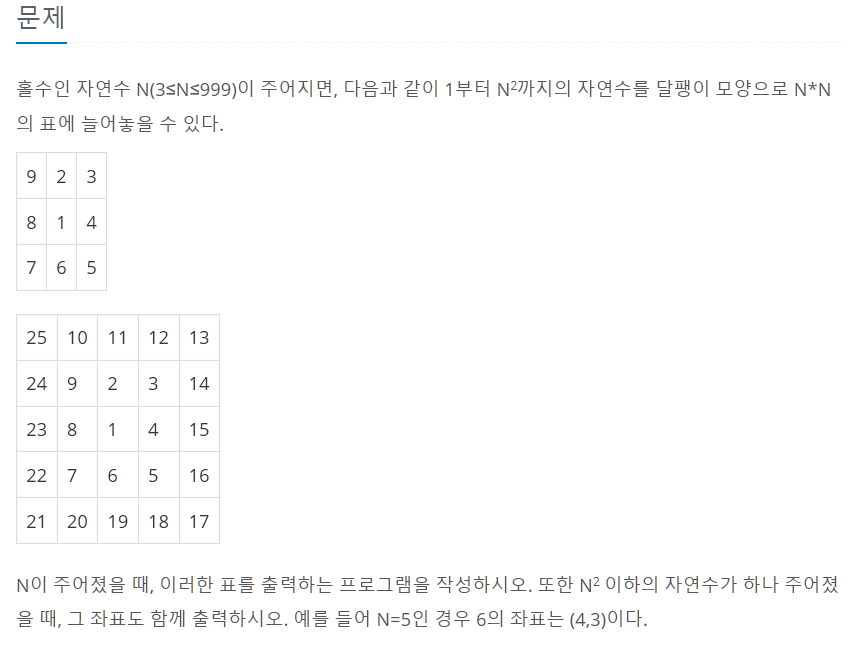 문제
홀수인 자연수 N(3≤N≤999)이 주어지면, 다음과 같이 1부터 N²까지의 자연수를 달팽이 모양으로 N*N
의 표에 늘어놓을 수 있다.
9 2 3
8 1 4
7 6 5
25 10 11 12 13
24 9 2 3 14
23 8 1 4 15
22 7 6 5 16
21 20 19 18 17
N이 주어졌을 때, 이러한 표를 출력하는 프로그램을 작성하시오. 또한 N² 이하의 자연수가 하나 주어졌
을 때, 그 좌표도 함께 출력하시오. 예를 들어 N=5인 경우 6의 좌표는 (4,3)이다.